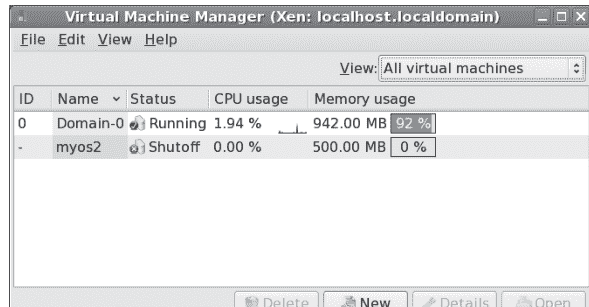 Virtual Machine Manager (Xen: localhost.localdomain)
File Edit View Help
View: All virtual machines
ID Name Status CPU usage Memory usage
0 Domain-0 Running 1.94 % 942.00 MB 92 %
- myos2 Shutoff 0.00 % 500.00 MB 0 %
Delete New Details Open